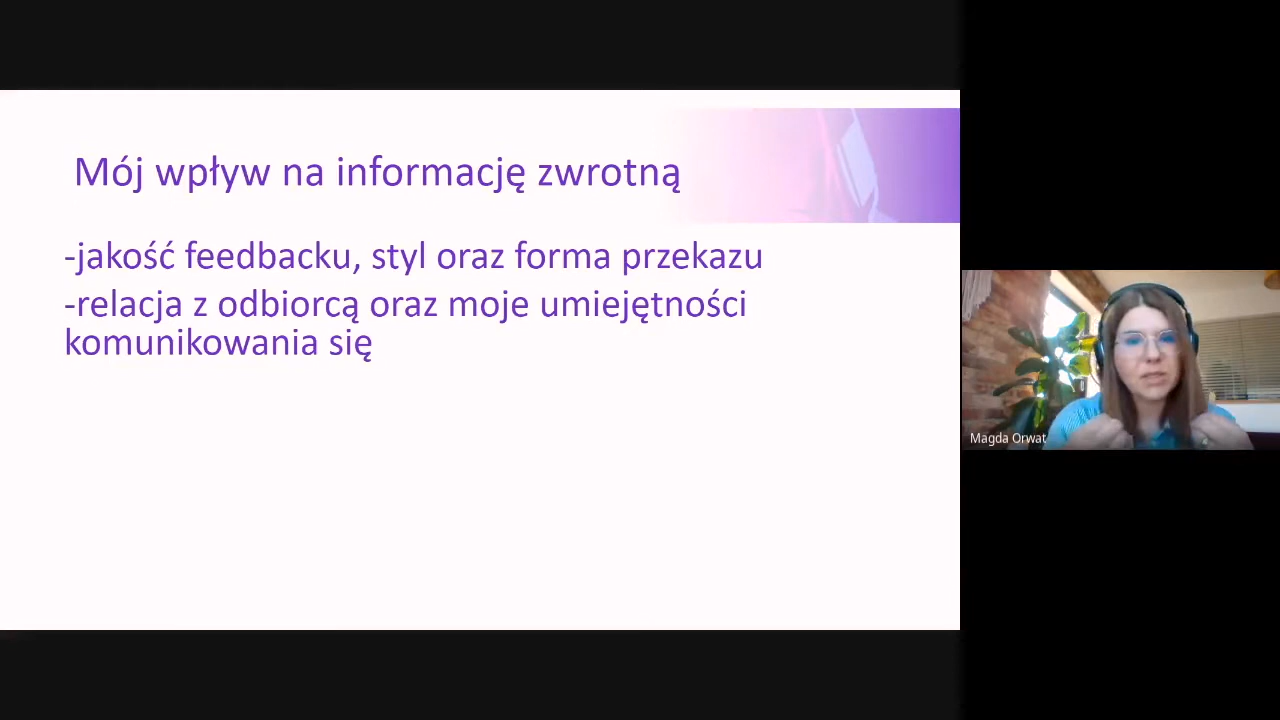 Mój wpływ na informację zwrotną
-jakość feedbacku, styl oraz forma przekazu
-relacja z odbiorcą oraz moje umiejętności
komunikowania się
Magda Orwat